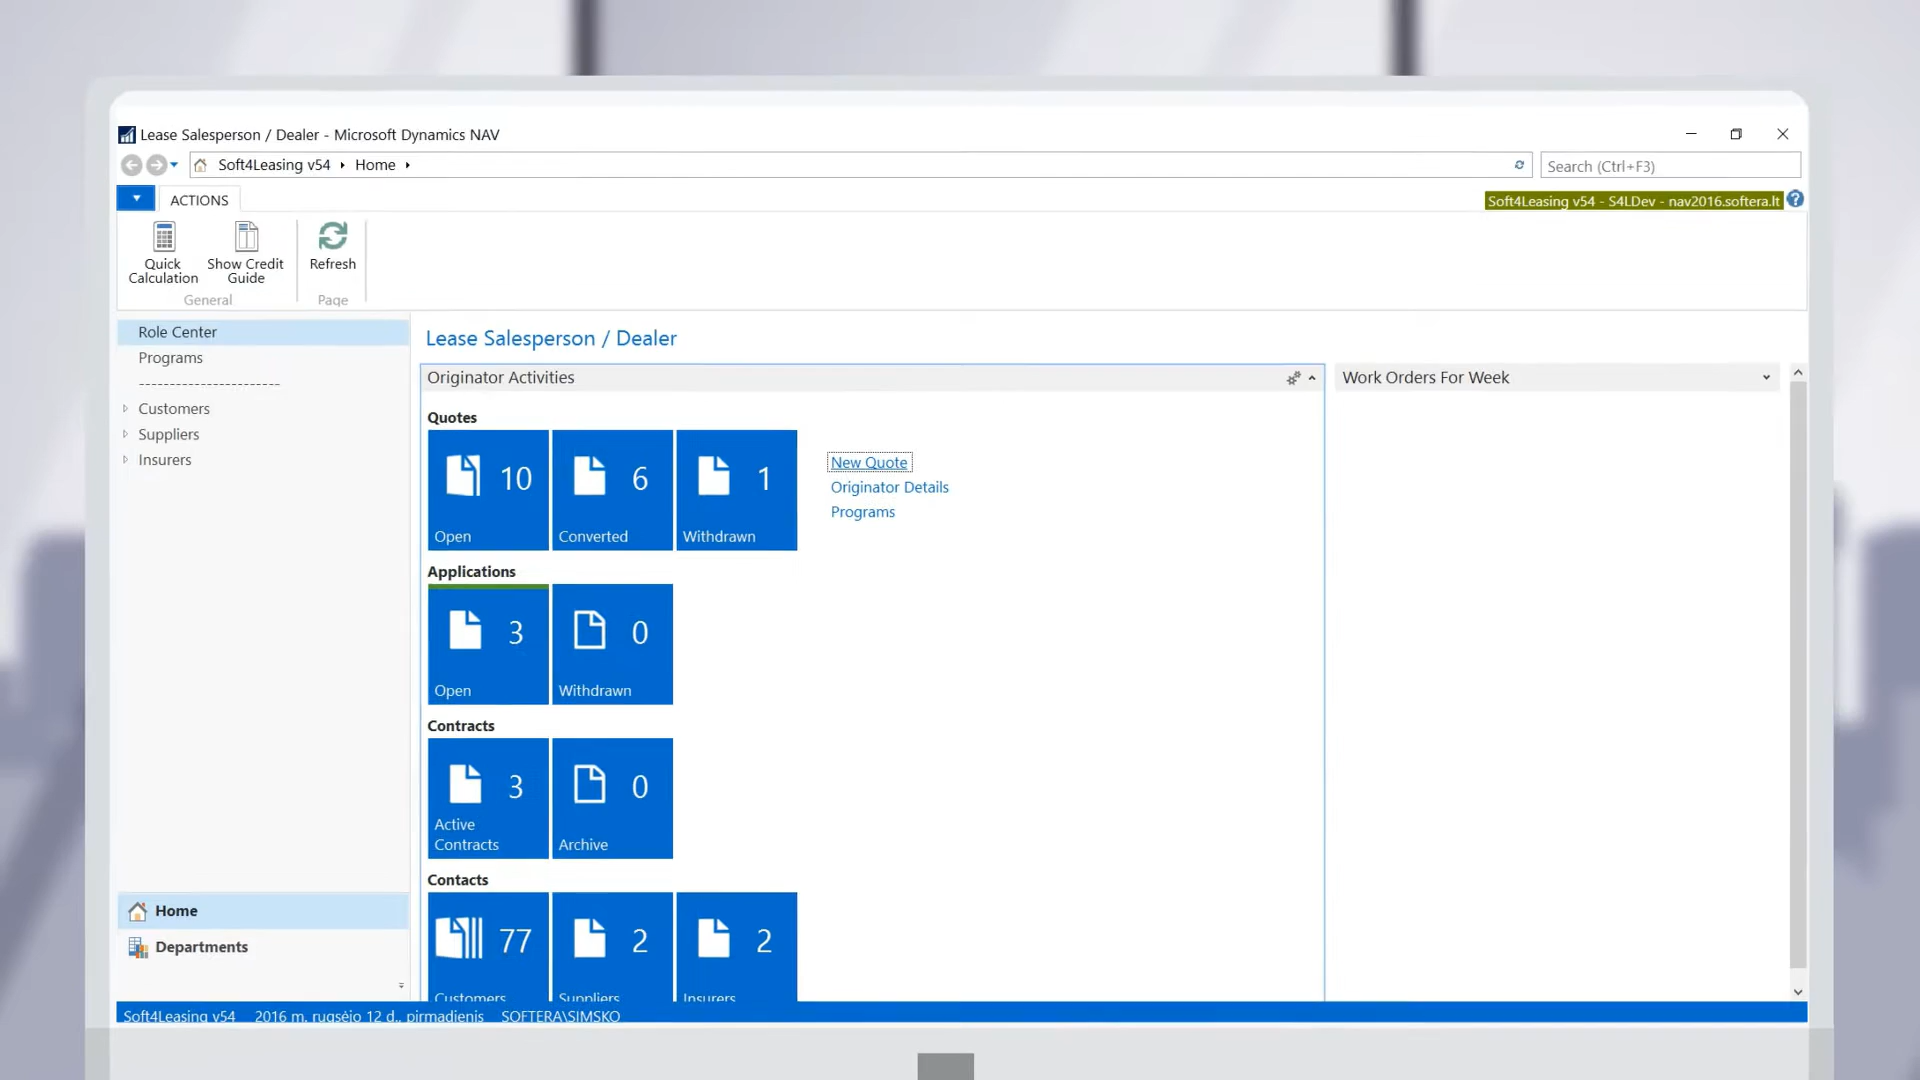 Lease Salesperson / Dealer - Microsoft Dynamics NAV
Soft4Leasing v54 Home
Search (Ctrl+F3)
ACTIONS
Soft4Leasing v54 - S4LDev - nav2016.softera.lt
Quick Calculation
Show Credit Guide
Refresh
General
Page
Role Center
Programs
-----------------------
Customers
Suppliers
Insurers
Home
Departments
Lease Salesperson / Dealer
Originator Activities
Quotes
10 Open
6 Converted
1 Withdrawn
New Quote
Originator Details
Programs
Applications
3 Open
0 Withdrawn
Contracts
3 Active Contracts
0 Archive
Contacts
77 Customers
2 Suppliers
2 Insurers
Work Orders For Week
Soft4Leasing v54 2016 m. rugsėjo 12 d., pirmadienis SOFTERA\SIMSKO